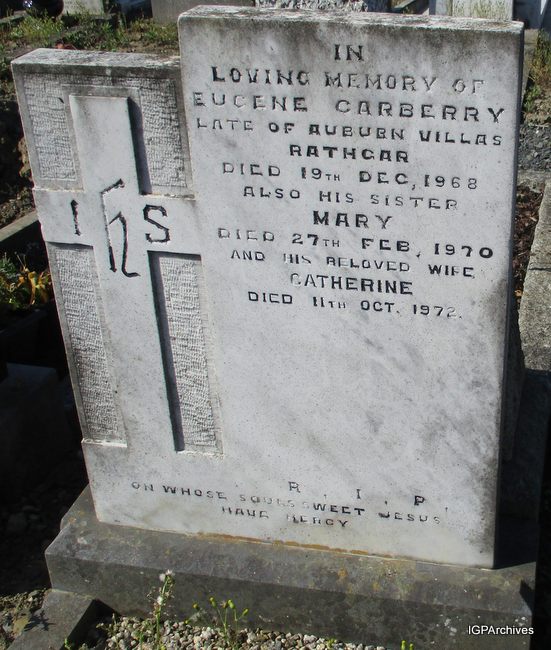 IN
LOVING MEMORY OF
EUGENE CARBERRY
LATE OF AUBURN VILLAS
RATHGAR
DIED 19TH DEC, 1968
ALSO HIS SISTER
MARY
DIED 27TH FEB, 1970
AND HIS BELOVED WIFE
CATHERINE
DIED 11TH OCT. 1972.
IHS
R. I. P.
ON WHOSE SOULS SWEET JESUS
HAVE MERCY
IGPArchives